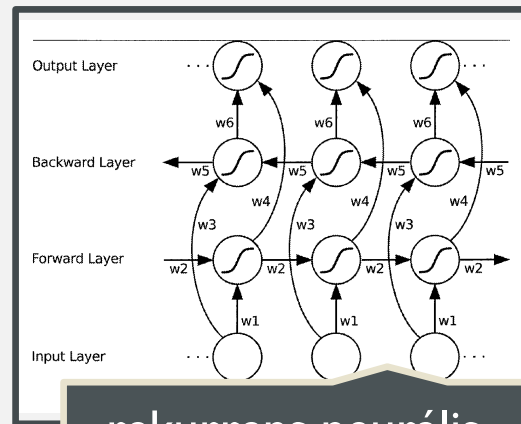 Output Layer
w6 w6 w6
Backward Layer
w5 w5 w5 w5
w4 w4 w4
w3 w3 w3
Forward Layer
w2 w2 w2 w2
w1 w1 w1
Input Layer